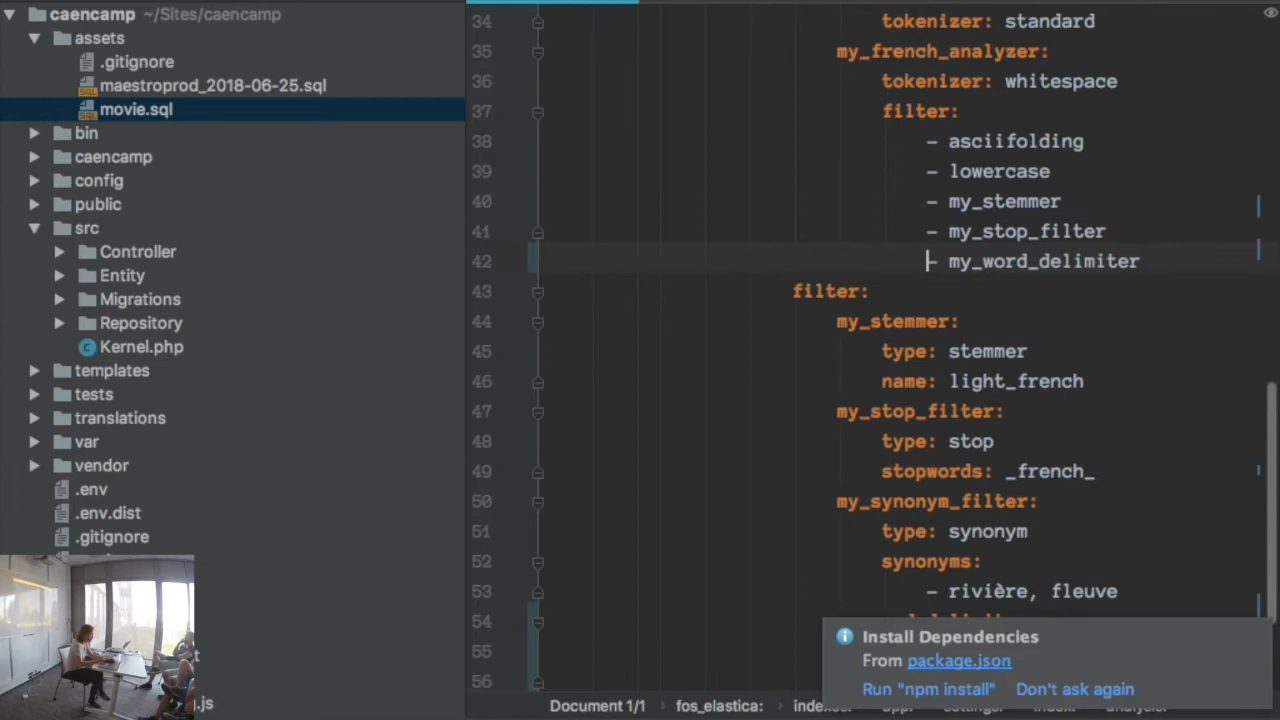 caencamp ~/Sites/caencamp
assets
.gitignore
maestroprod_2018-06-25.sql
movie.sql
bin
caencamp
config
public
src
Controller
Entity
Migrations
Repository
Kernel.php
templates
tests
translations
var
vendor
.env
.env.dist
.gitignore
34 tokenizer: standard
35 my_french_analyzer:
36 tokenizer: whitespace
37 filter:
38 - asciifolding
39 - lowercase
40 - my_stemmer
41 - my_stop_filter
42 - my_word_delimiter
43 filter:
44 my_stemmer:
45 type: stemmer
46 name: light_french
47 my_stop_filter:
48 type: stop
49 stopwords: _french_
50 my_synonym_filter:
51 type: synonym
52 synonyms:
53 - rivière, fleuve
54
55
56
Install Dependencies
From package.json
Run "npm install" Don't ask again
Document 1/1 fos_elastica: